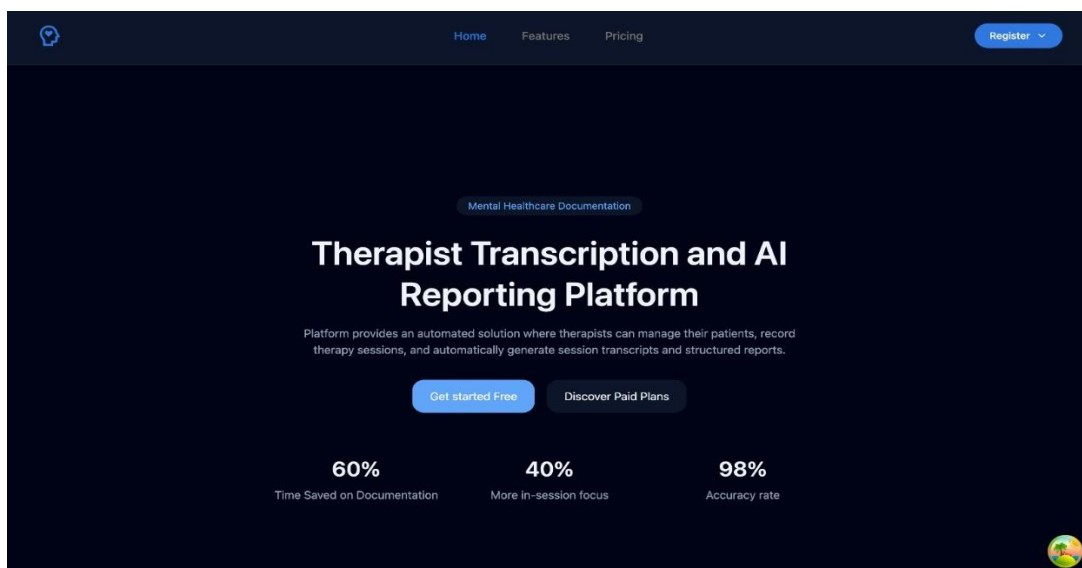 Home Features Pricing Register
Mental Healthcare Documentation
Therapist Transcription and AI
Reporting Platform
Platform provides an automated solution where therapists can manage their patients, record
therapy sessions, and automatically generate session transcripts and structured reports.
Get started Free Discover Paid Plans
60% 40% 98%
Time Saved on Documentation More in-session focus Accuracy rate